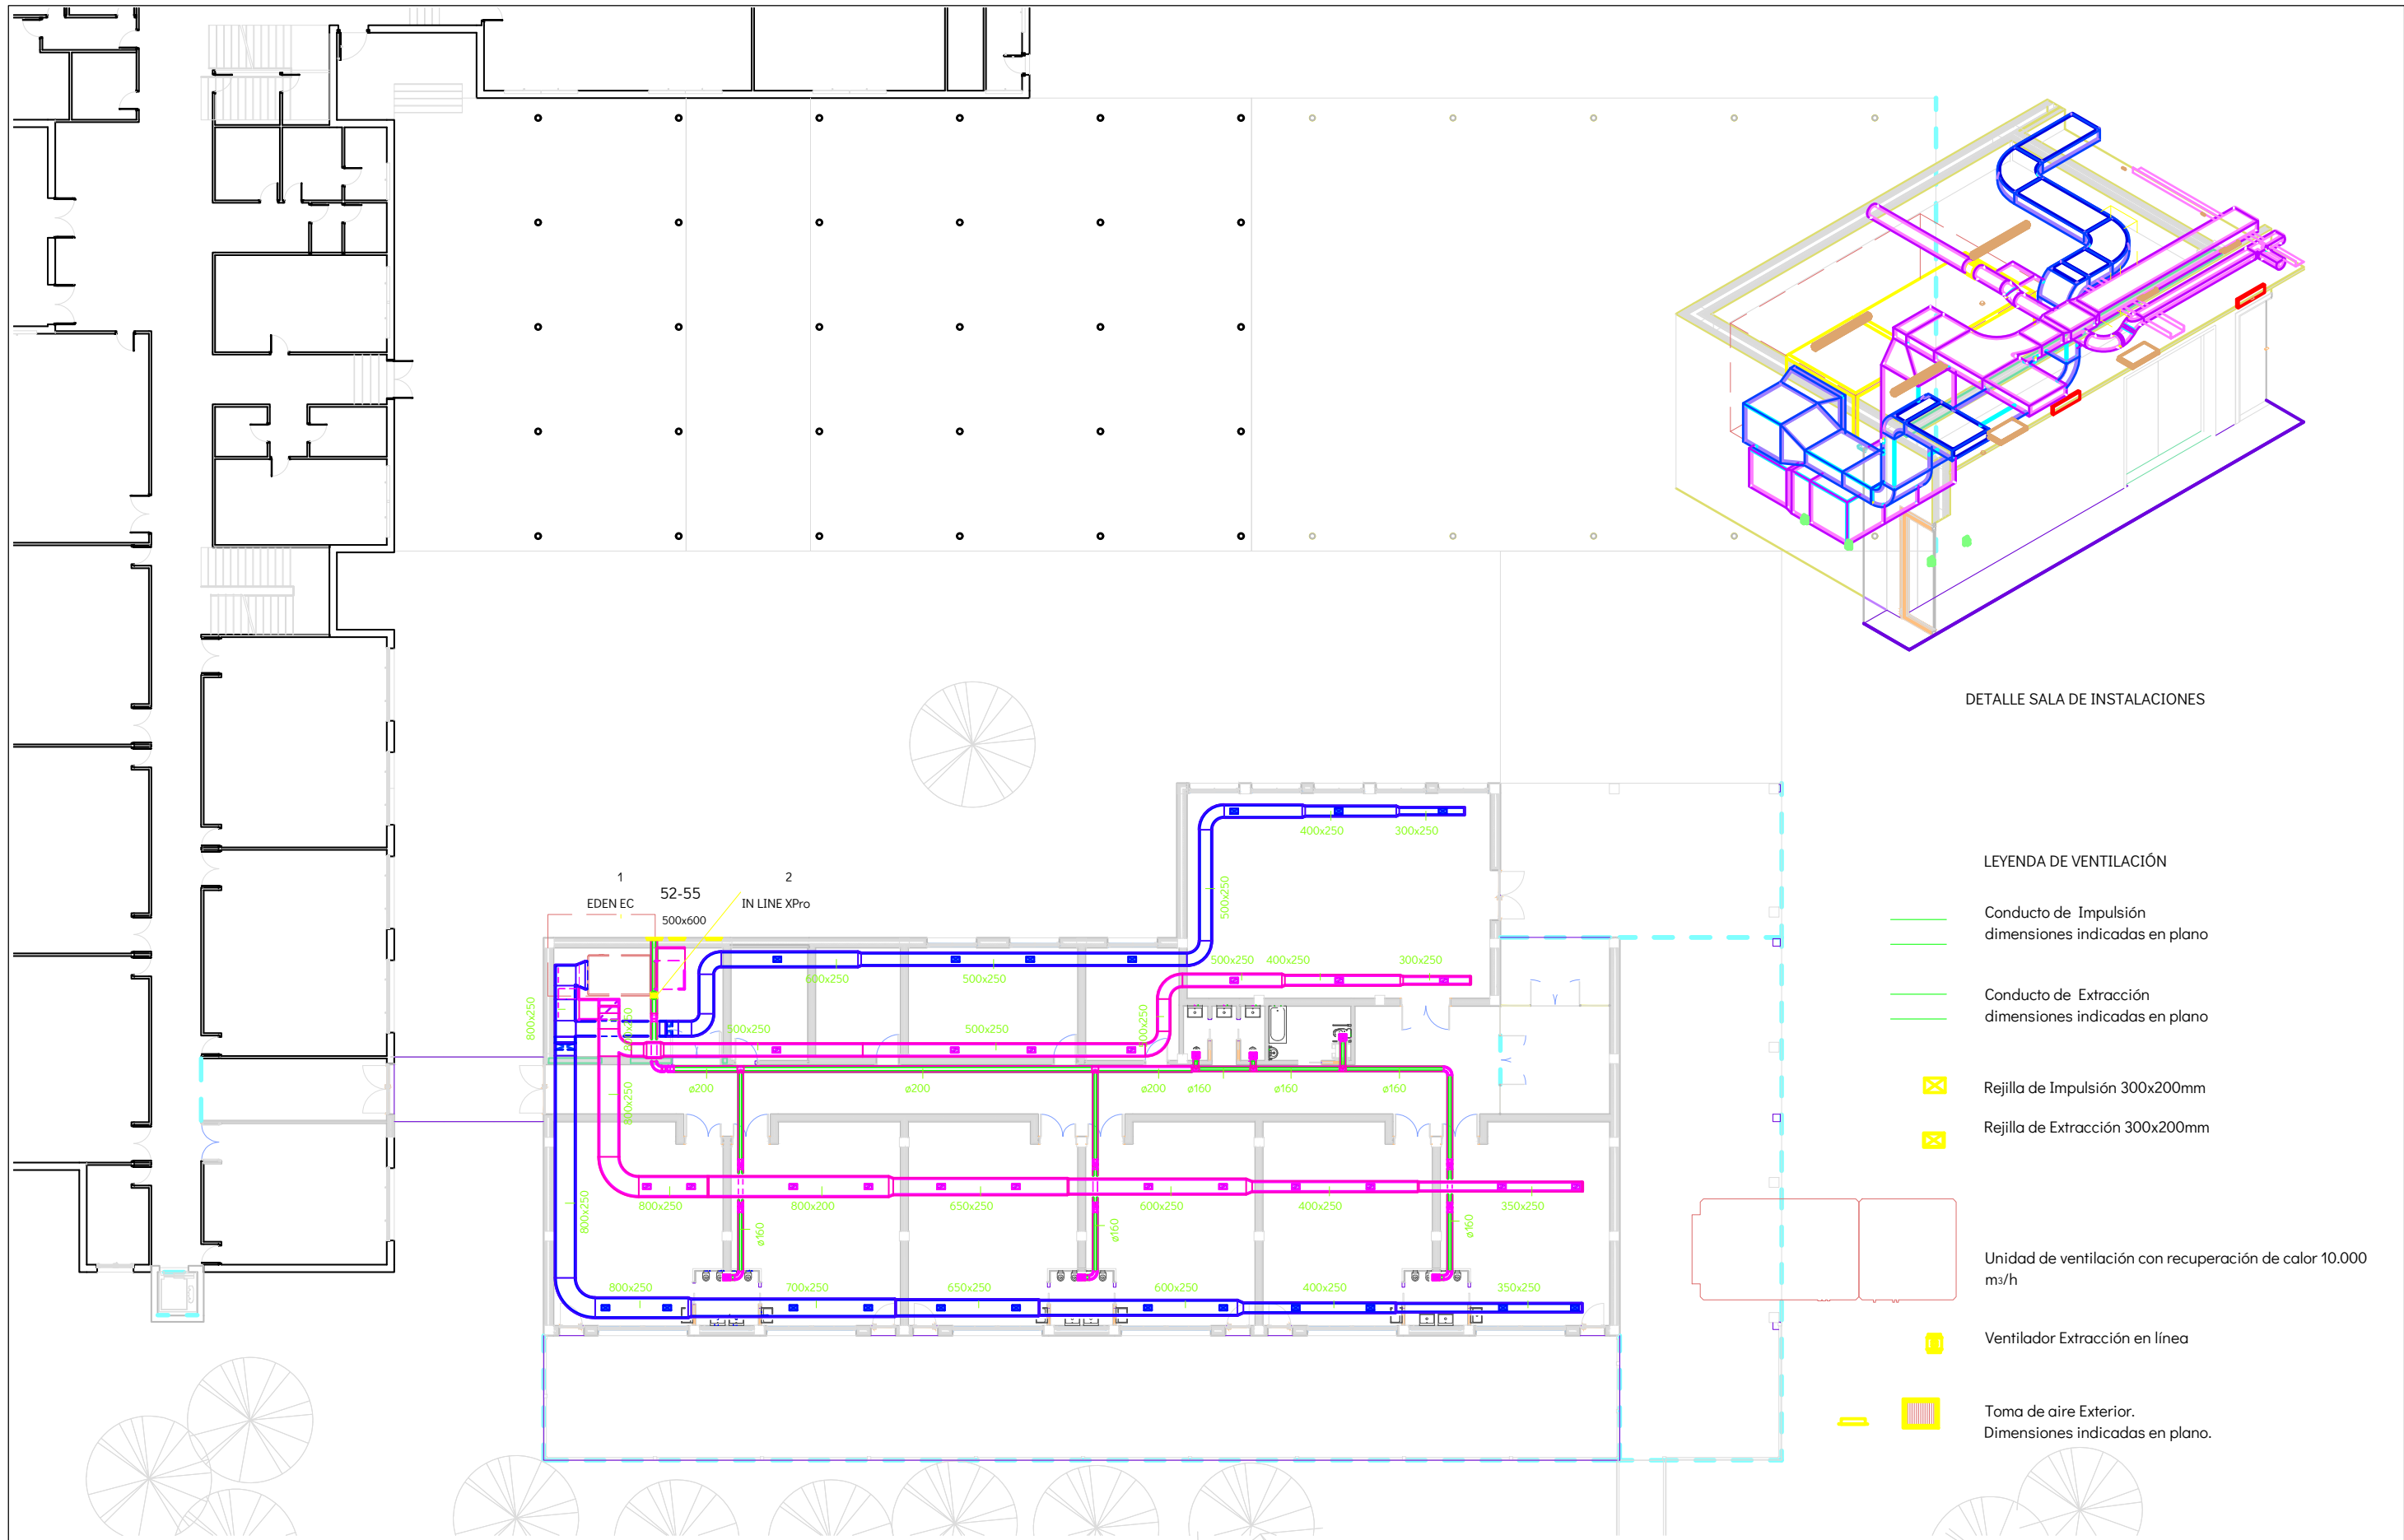 DETALLE SALA DE INSTALACIONES
400x250
300x250
500x250
1
52-55
2
EDEN EC
IN LINE XPro
500x600
600x250
500x250
500x250
400x250
300x250
800x250
500x250
500x250
ø200
ø200
ø200
ø160
ø160
ø160
800x250
800x250
800x250
800x200
650x250
600x250
400x250
350x250
ø160
ø160
ø160
800x250
700x250
650x250
600x250
400x250
350x250
LEYENDA DE VENTILACIÓN
Conducto de Impulsión
dimensiones indicadas en plano
Conducto de Extracción
dimensiones indicadas en plano
Rejilla de Impulsión 300x200mm
Rejilla de Extracción 300x200mm
Unidad de ventilación con recuperación de calor 10.000
m3/h
Ventilador Extracción en línea
Toma de aire Exterior.
Dimensiones indicadas en plano.